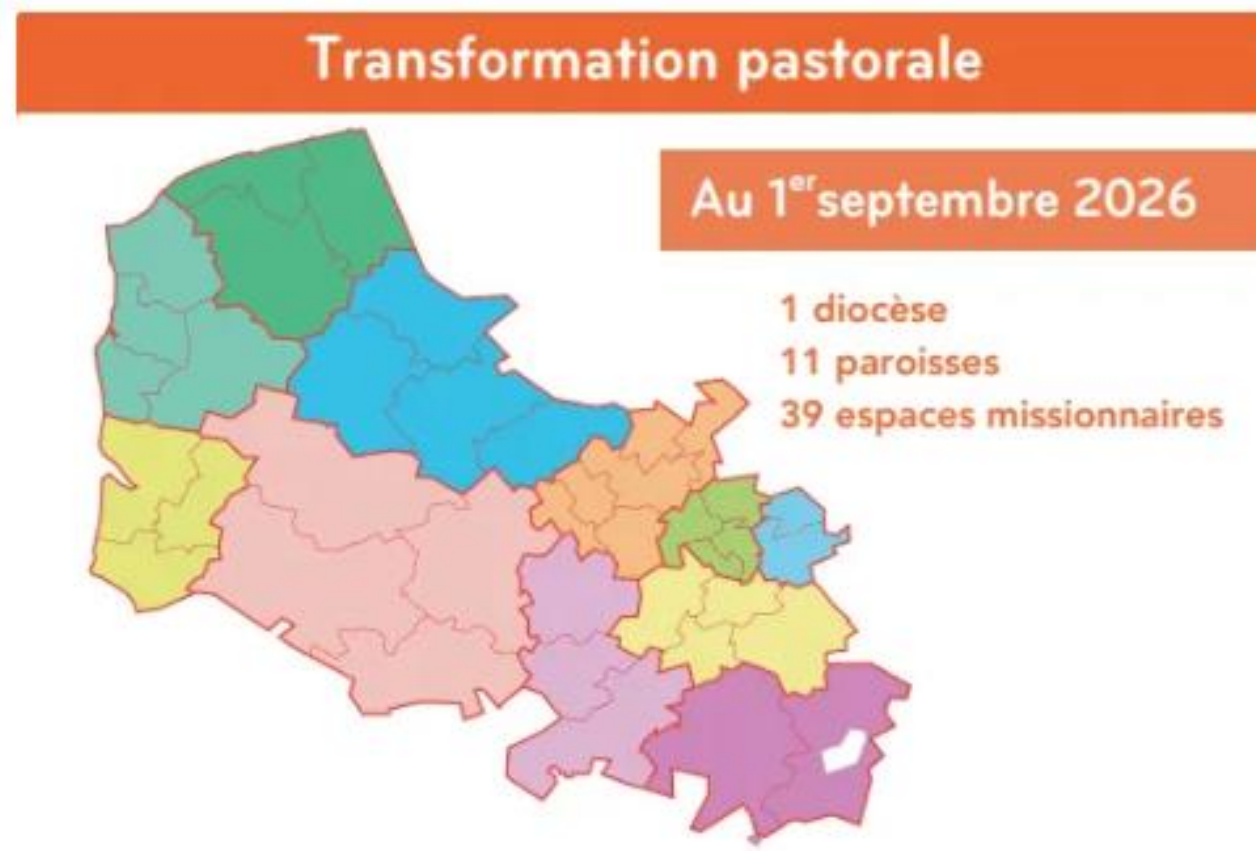 Transformation pastorale
Au 1er septembre 2026
1 diocèse
11 paroisses
39 espaces missionnaires